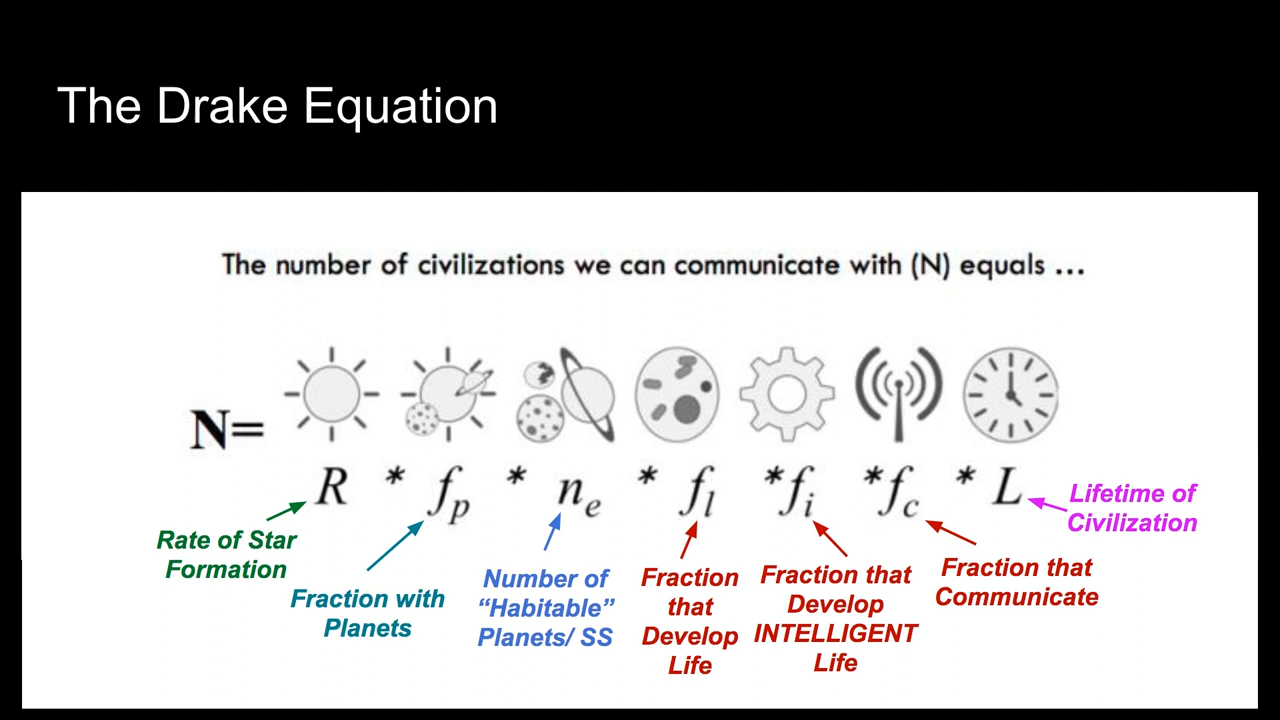 The Drake Equation
The number of civilizations we can communicate with (N) equals ...
N=
R * fp * ne * fl *fi *fc * L
Rate of Star
Formation
Fraction with
Planets
Number of
“Habitable”
Planets/ SS
Fraction
that
Develop
Life
Fraction that
Develop
INTELLIGENT
Life
Fraction that
Communicate
Lifetime of
Civilization